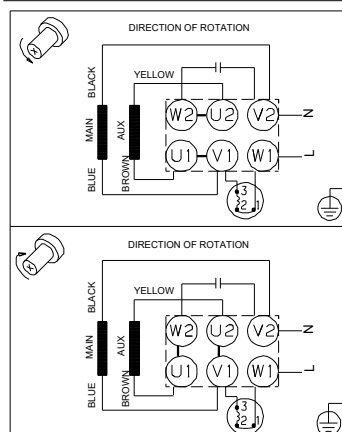 DIRECTION OF ROTATION
BLACK
YELLOW
MAIN
AUX
W2 U2 V2
N
U1 V1 W1
L
BLUE
BROWN
3
2 1
DIRECTION OF ROTATION
BLACK
YELLOW
MAIN
AUX
W2 U2 V2
N
U1 V1 W1
L
BLUE
BROWN
3
2 1